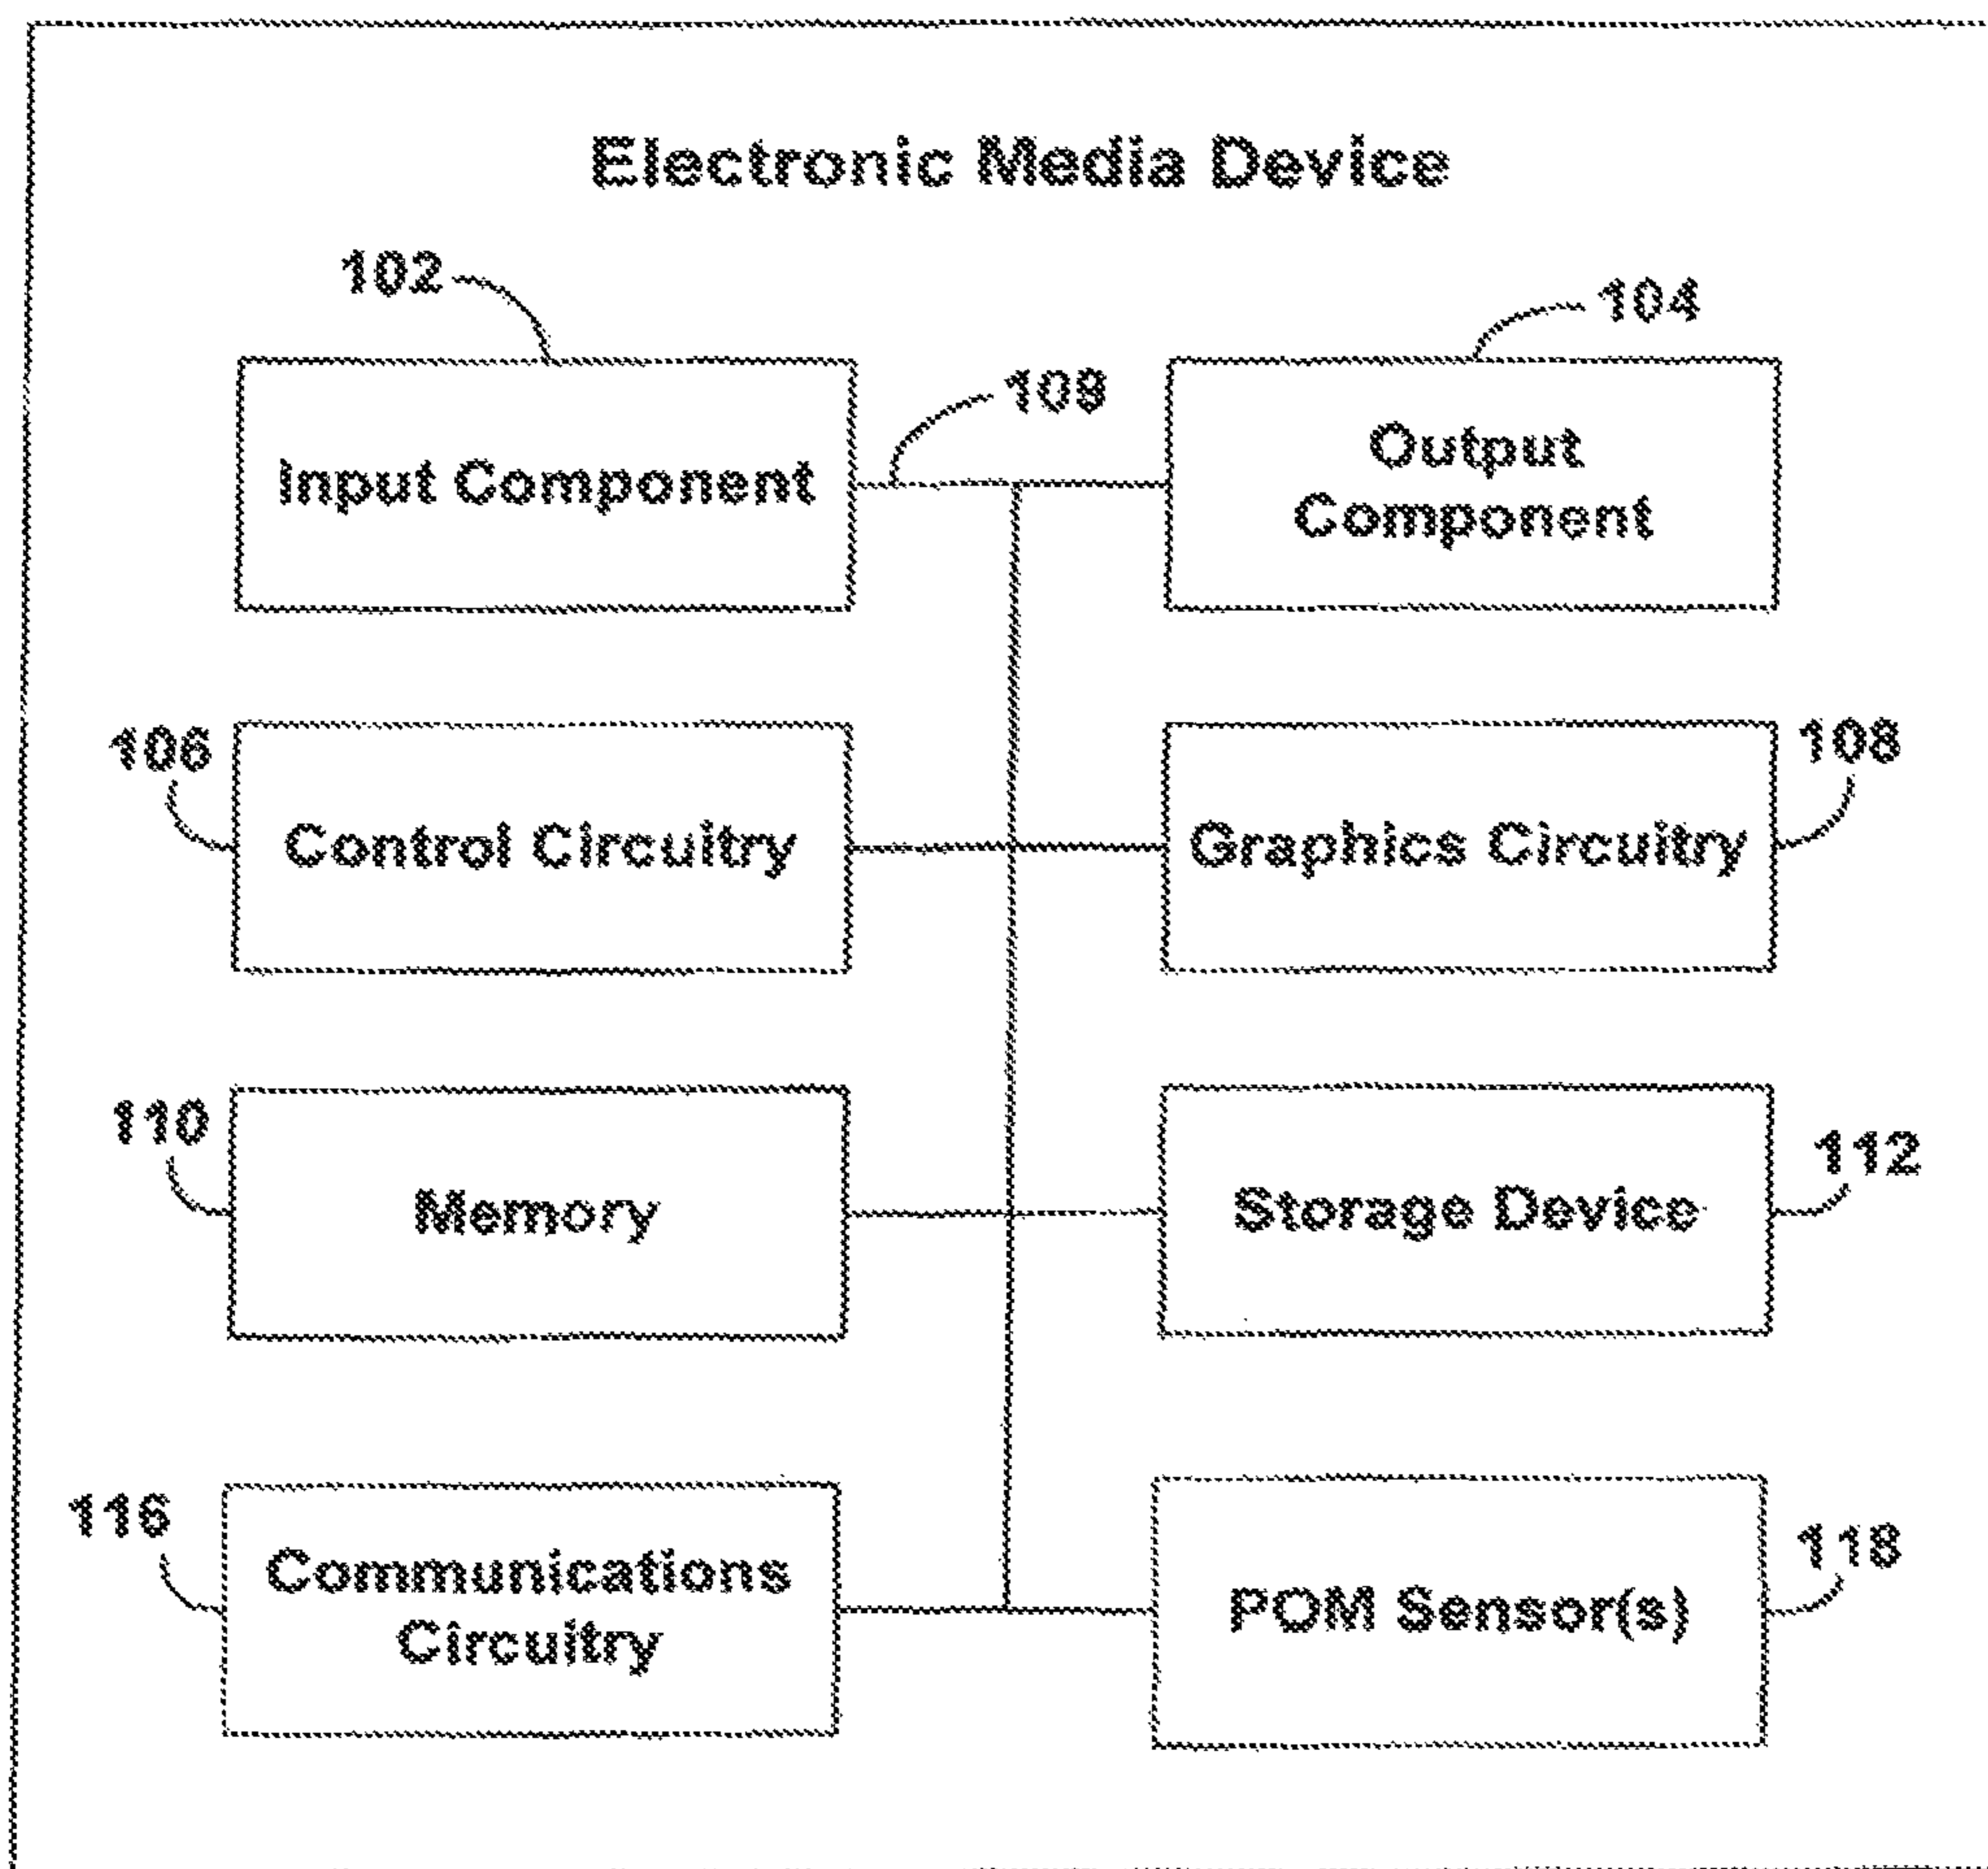 Electronic Media Device
102
104
109
Input Component
Output
Component
106
108
Control Circuitry
Graphics Circuitry
110
112
Memory
Storage Device
116
118
Communications
Circuitry
POM Sensor(s)